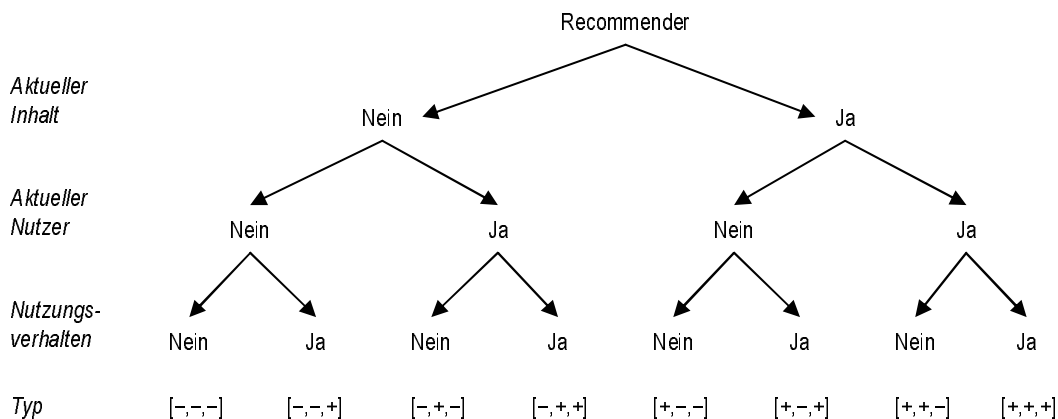 Recommender
Aktueller
Inhalt
Nein Ja
Aktueller
Nutzer
Nein Ja Nein Ja
Nutzungs-
verhalten
Nein Ja Nein Ja Nein Ja Nein Ja
Typ [–,–,–] [–,–,+] [–,+,–] [–,+,+] [+,–,–] [+,–,+] [+,+,–] [+,+,+]